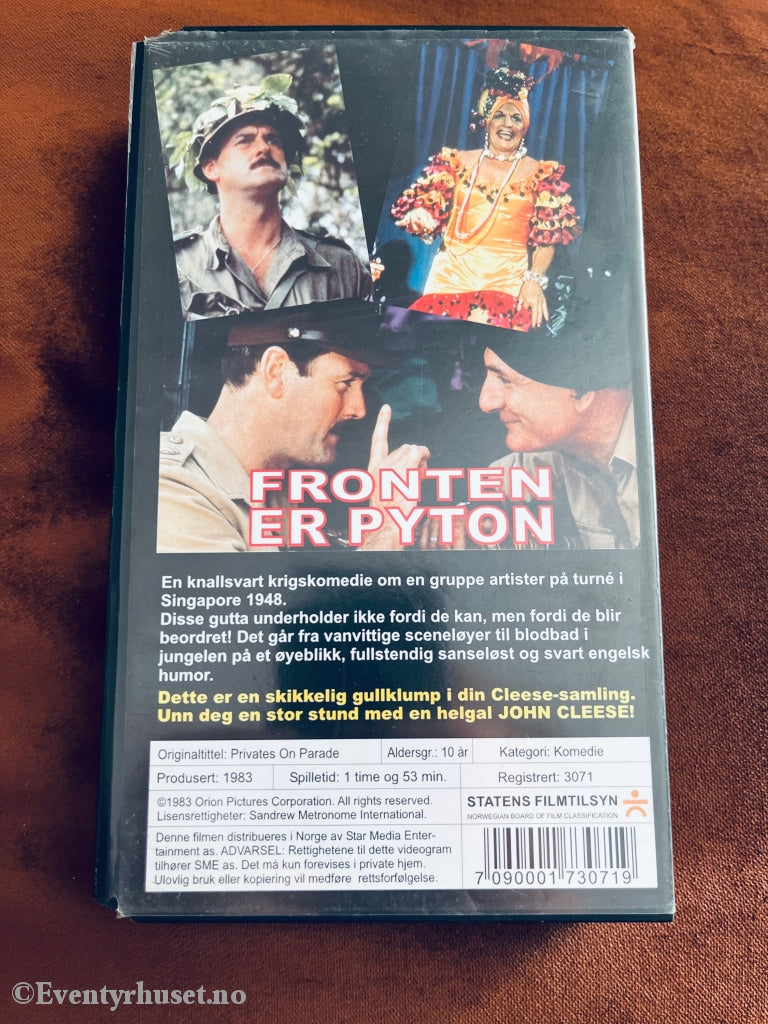 FRONTEN
ER PYTON
En knallsvart krigskomedie om en gruppe artister på turné i
Singapore 1948.
Disse gutta underholder ikke fordi de kan, men fordi de blir
beordret! Det går fra vanvittige sceneløyer til blodbad i
jungelen på et øyeblikk, fullstendig sanseløst og svart engelsk
humor.
Dette er en skikkelig gullklump i din Cleese-samling.
Unn deg en stor stund med en helgal JOHN CLEESE!
Originaltittel: Privates On Parade Aldersgr.: 10 år Kategori: Komedie
Produsert: 1983 Spilletid: 1 time og 53 min. Registrert: 3071
©1983 Orion Pictures Corporation. All rights reserved.
Lisensrettigheter: Sandrew Metronome International.
STATENS FILMTILSYN
NORWEGIAN BOARD OF FILM CLASSIFICATION
Denne filmen distribueres i Norge av Star Media Enter-
tainment as. ADVARSEL: Rettighetene til dette videogram
tilhører SME as. Det må kun forevises i private hjem.
Ulovlig bruk eller kopiering vil medføre rettsforfølgelse.
7 090001 730719
©Eventyrhuset.no